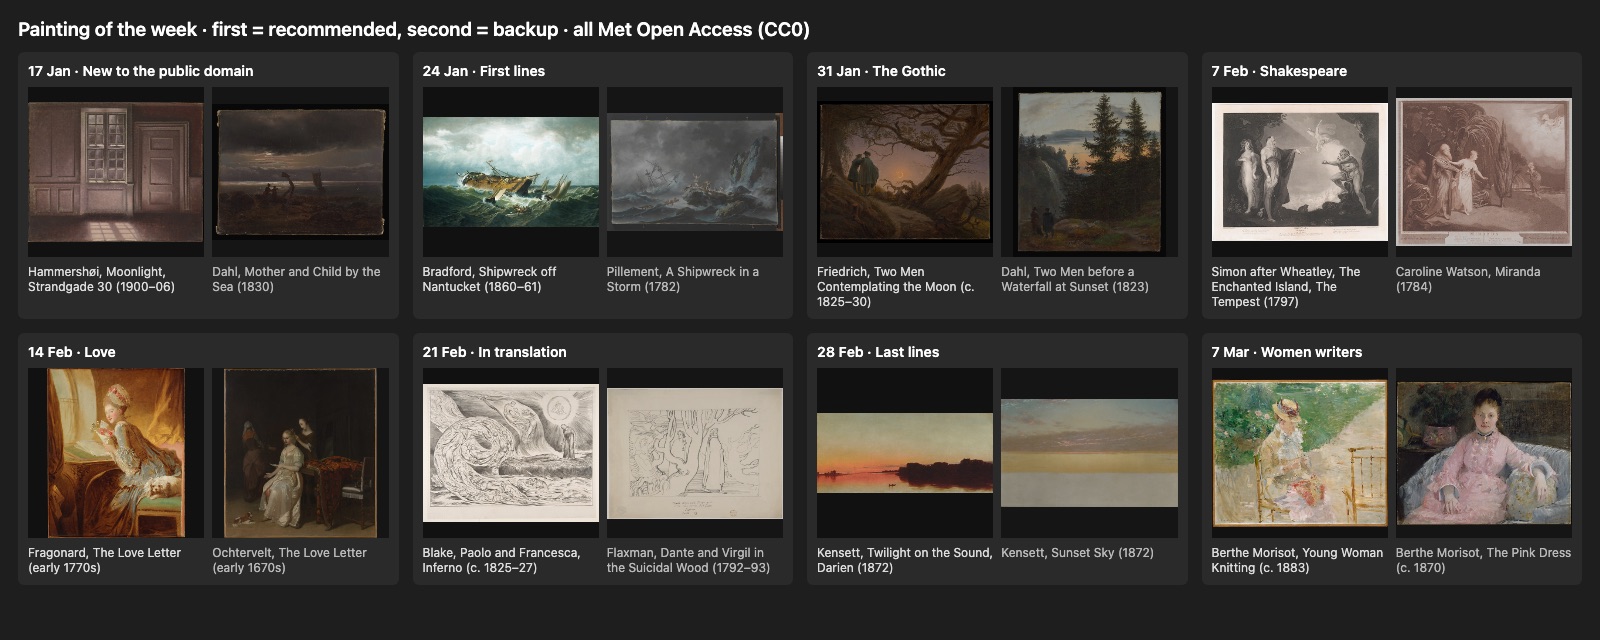 Painting of the week · first = recommended, second = backup · all Met Open Access (CC0)
17 Jan · New to the public domain
Hammershøi, Moonlight,
Strandgade 30 (1900–06)
Dahl, Mother and Child by the
Sea (1830)
24 Jan · First lines
Bradford, Shipwreck off
Nantucket (1860–61)
Pillement, A Shipwreck in a
Storm (1782)
31 Jan · The Gothic
Friedrich, Two Men
Contemplating the Moon (c.
1825–30)
Dahl, Two Men before a
Waterfall at Sunset (1823)
7 Feb · Shakespeare
Simon after Wheatley, The
Enchanted Island, The
Tempest (1797)
Caroline Watson, Miranda
(1784)
14 Feb · Love
Fragonard, The Love Letter
(early 1770s)
Ochtervelt, The Love Letter
(early 1670s)
21 Feb · In translation
Blake, Paolo and Francesca,
Inferno (c. 1825–27)
Flaxman, Dante and Virgil in
the Suicidal Wood (1792–93)
28 Feb · Last lines
Kensett, Twilight on the Sound,
Darien (1872)
Kensett, Sunset Sky (1872)
7 Mar · Women writers
Berthe Morisot, Young Woman
Knitting (c. 1883)
Berthe Morisot, The Pink Dress
(c. 1870)